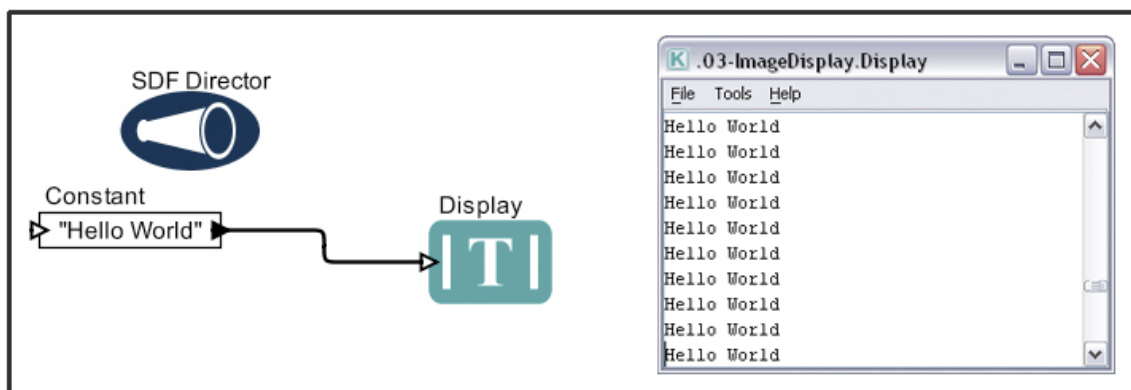 SDF Director
Constant
"Hello World"
Display
T
K .03-ImageDisplay.Display
File Tools Help
Hello World
Hello World
Hello World
Hello World
Hello World
Hello World
Hello World
Hello World
Hello World
Hello World